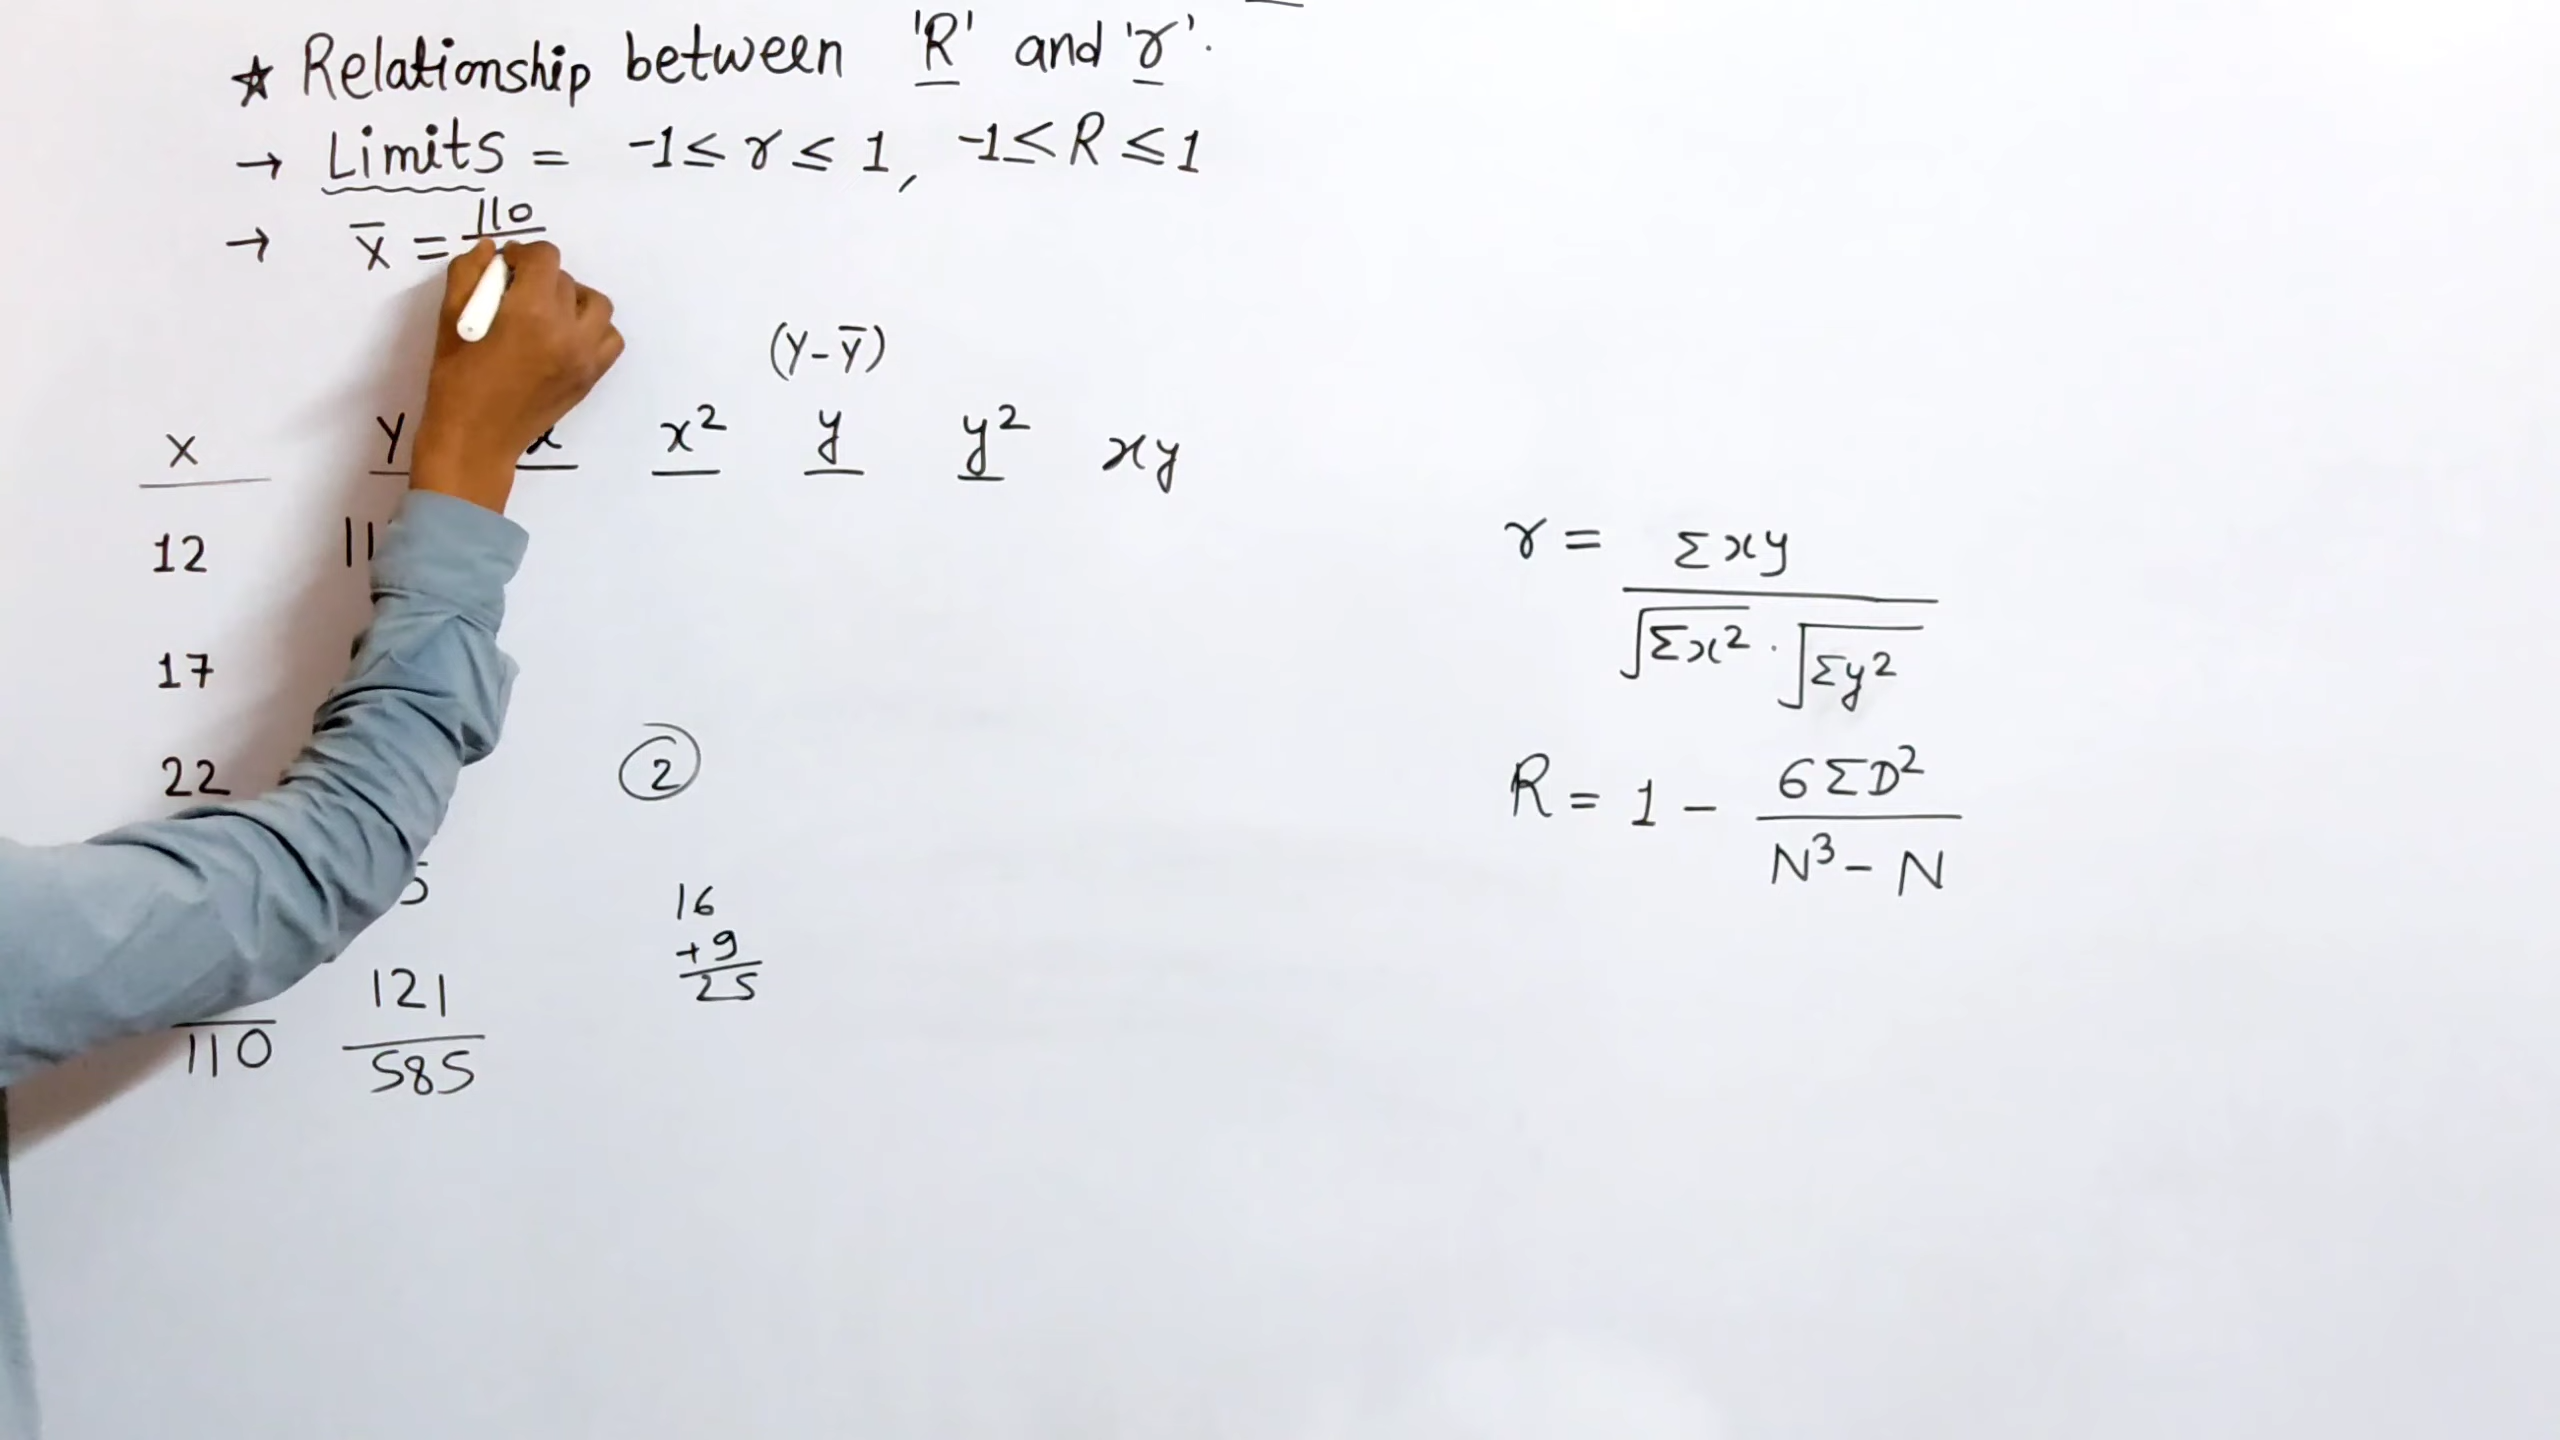 ★ Relationship between 'R' and 'r'.
→ Limits = -1 ≤ r ≤ 1, -1 ≤ R ≤ 1
→ X̄ = 110
(Y-Ȳ)
X Y x x² y y² xy
12
17
22 ②
121
110 585
16
+9
25
r = Σxy / √Σx² · √Σy²
R = 1 - 6ΣD² / N³ - N